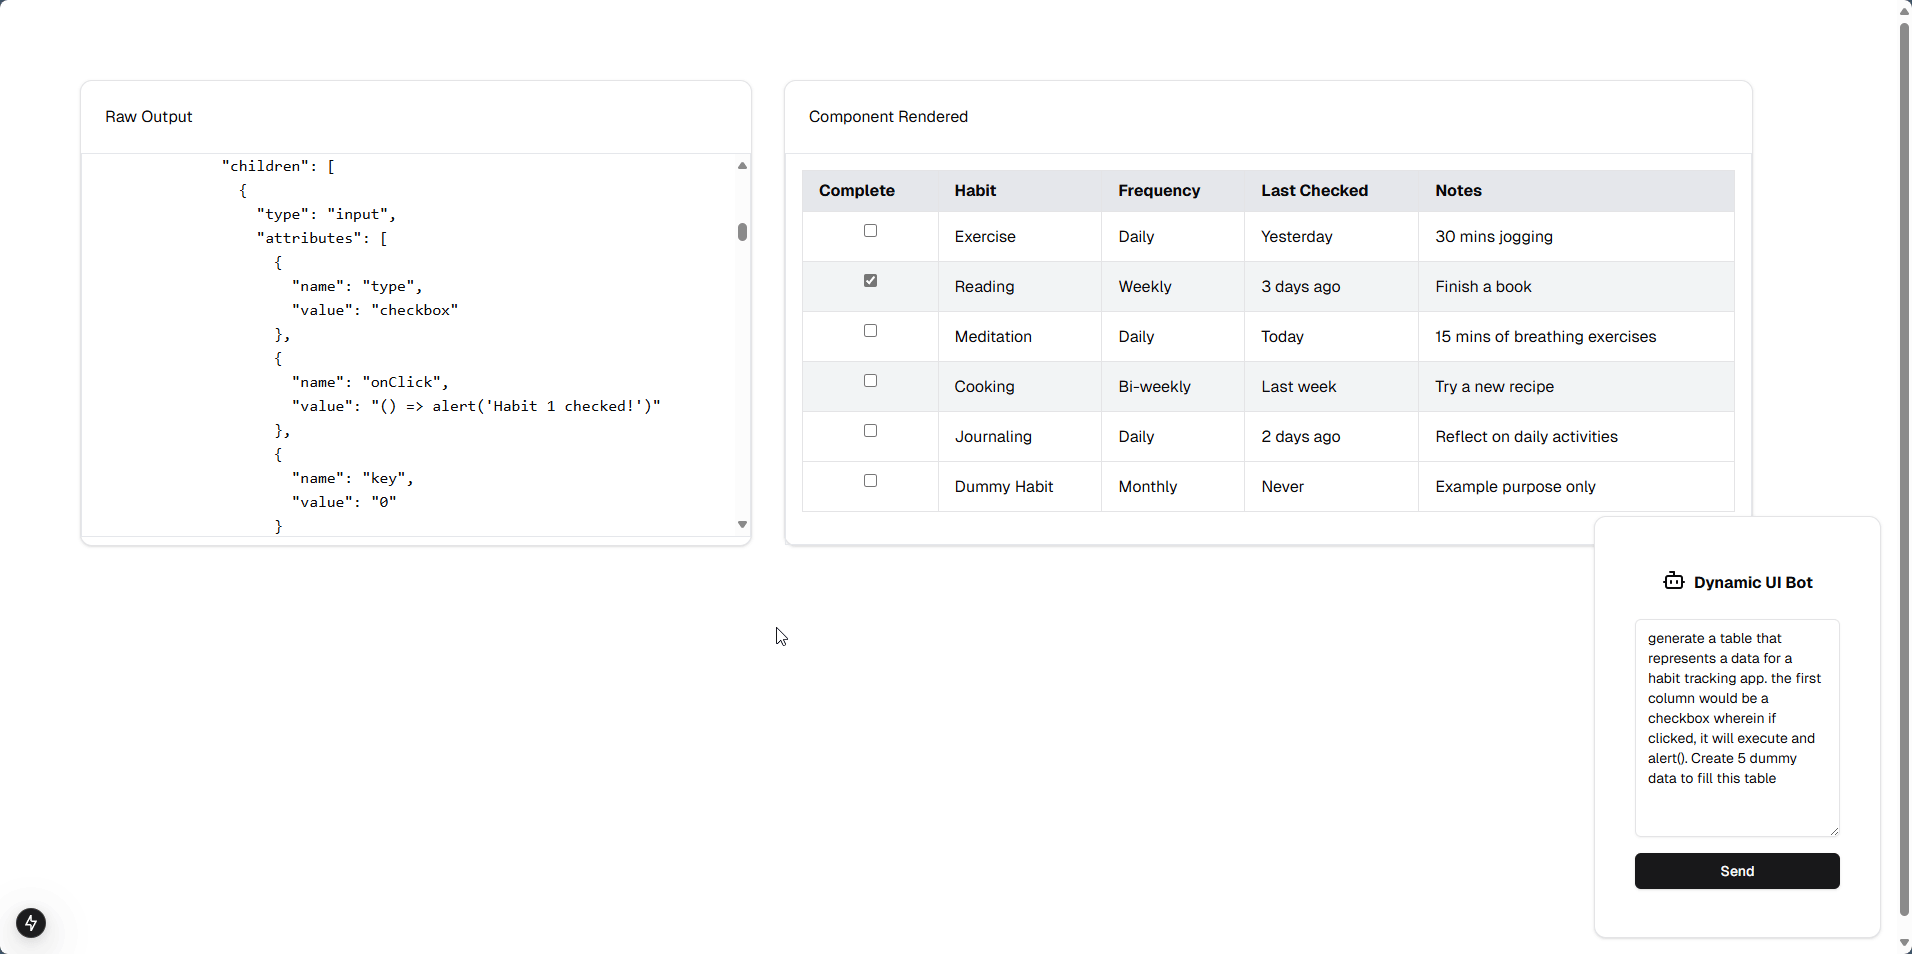 Raw Output
"children": [
{
"type": "input",
"attributes": [
{
"name": "type",
"value": "checkbox"
},
{
"name": "onClick",
"value": "() => alert('Habit 1 checked!')"
},
{
"name": "key",
"value": "0"
}
Component Rendered
Complete Habit Frequency Last Checked Notes
Exercise Daily Yesterday 30 mins jogging
Reading Weekly 3 days ago Finish a book
Meditation Daily Today 15 mins of breathing exercises
Cooking Bi-weekly Last week Try a new recipe
Journaling Daily 2 days ago Reflect on daily activities
Dummy Habit Monthly Never Example purpose only
Dynamic UI Bot
generate a table that
represents a data for a
habit tracking app. the first
column would be a
checkbox wherein if
clicked, it will execute and
alert(). Create 5 dummy
data to fill this table
Send